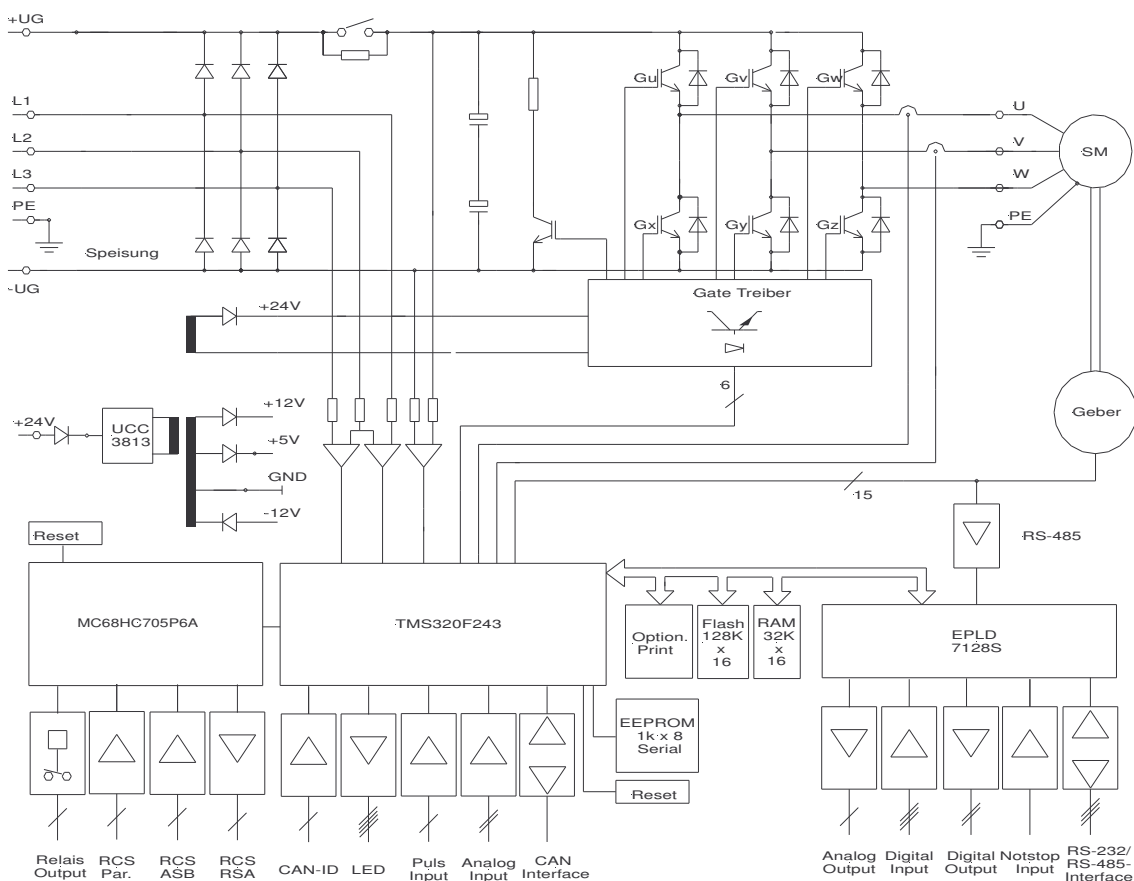 +UG
L1
L2
L3
PE
Speisung
-UG
Gu
Gv
Gw
Gx
Gy
Gz
U
V
W
PE
SM
Gate Treiber
+24V
6
Geber
+24V
UCC
3813
+12V
+5V
GND
-12V
15
RS-485
Reset
MC68HC705P6A
TMS320F243
Option.
Print
Flash
128K
x
16
RAM
32K
x
16
EPLD
7128S
EEPROM
1k x 8
Serial
Reset
Relais
Output
RCS
Par.
RCS
ASB
RCS
RSA
CAN-ID
LED
Puls
Input
Analog
Input
CAN
Interface
Analog
Output
Digital
Input
Digital
Output
Notstop
Input
RS-232/
RS-485-
Interface